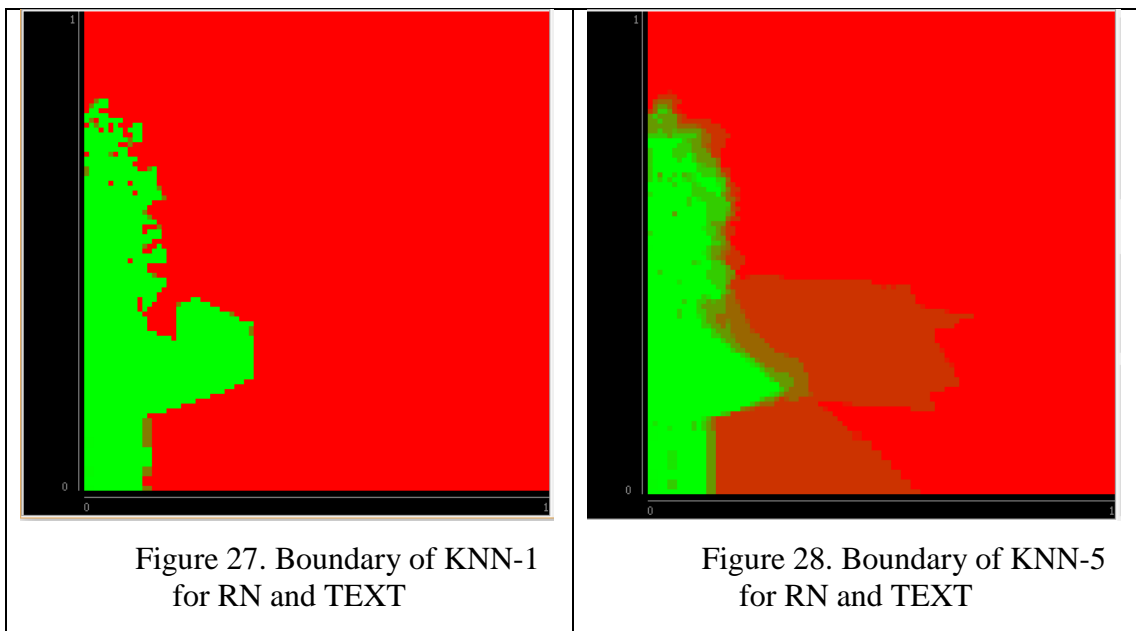 1
0
0
1
Figure 27. Boundary of KNN-1
for RN and TEXT
1
0
0
1
Figure 28. Boundary of KNN-5
for RN and TEXT